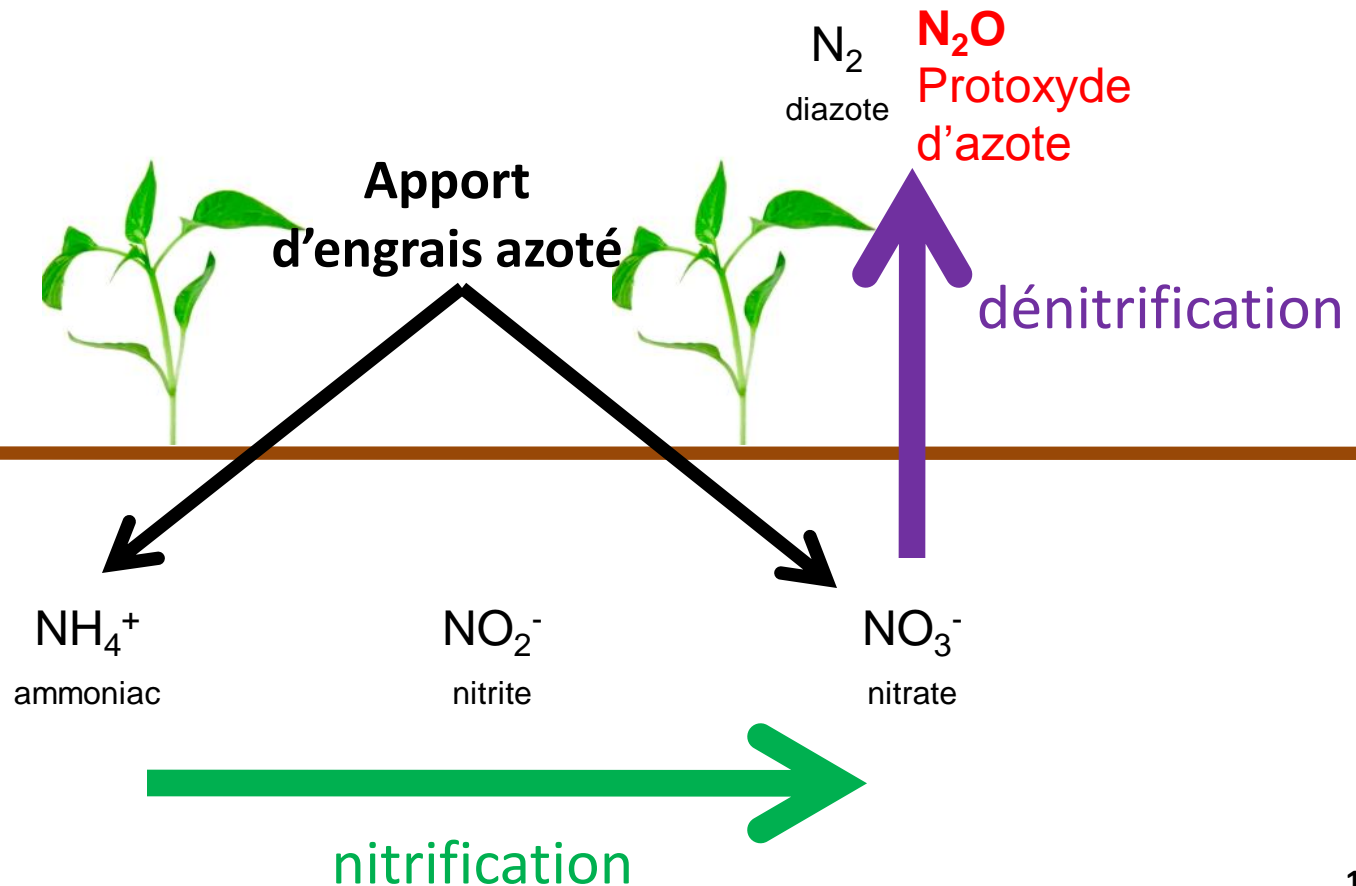 N₂
diazote
N₂O
Protoxyde
d’azote
Apport
d’engrais azoté
dénitrification
NH₄⁺
ammoniac
NO₂⁻
nitrite
NO₃⁻
nitrate
nitrification
1